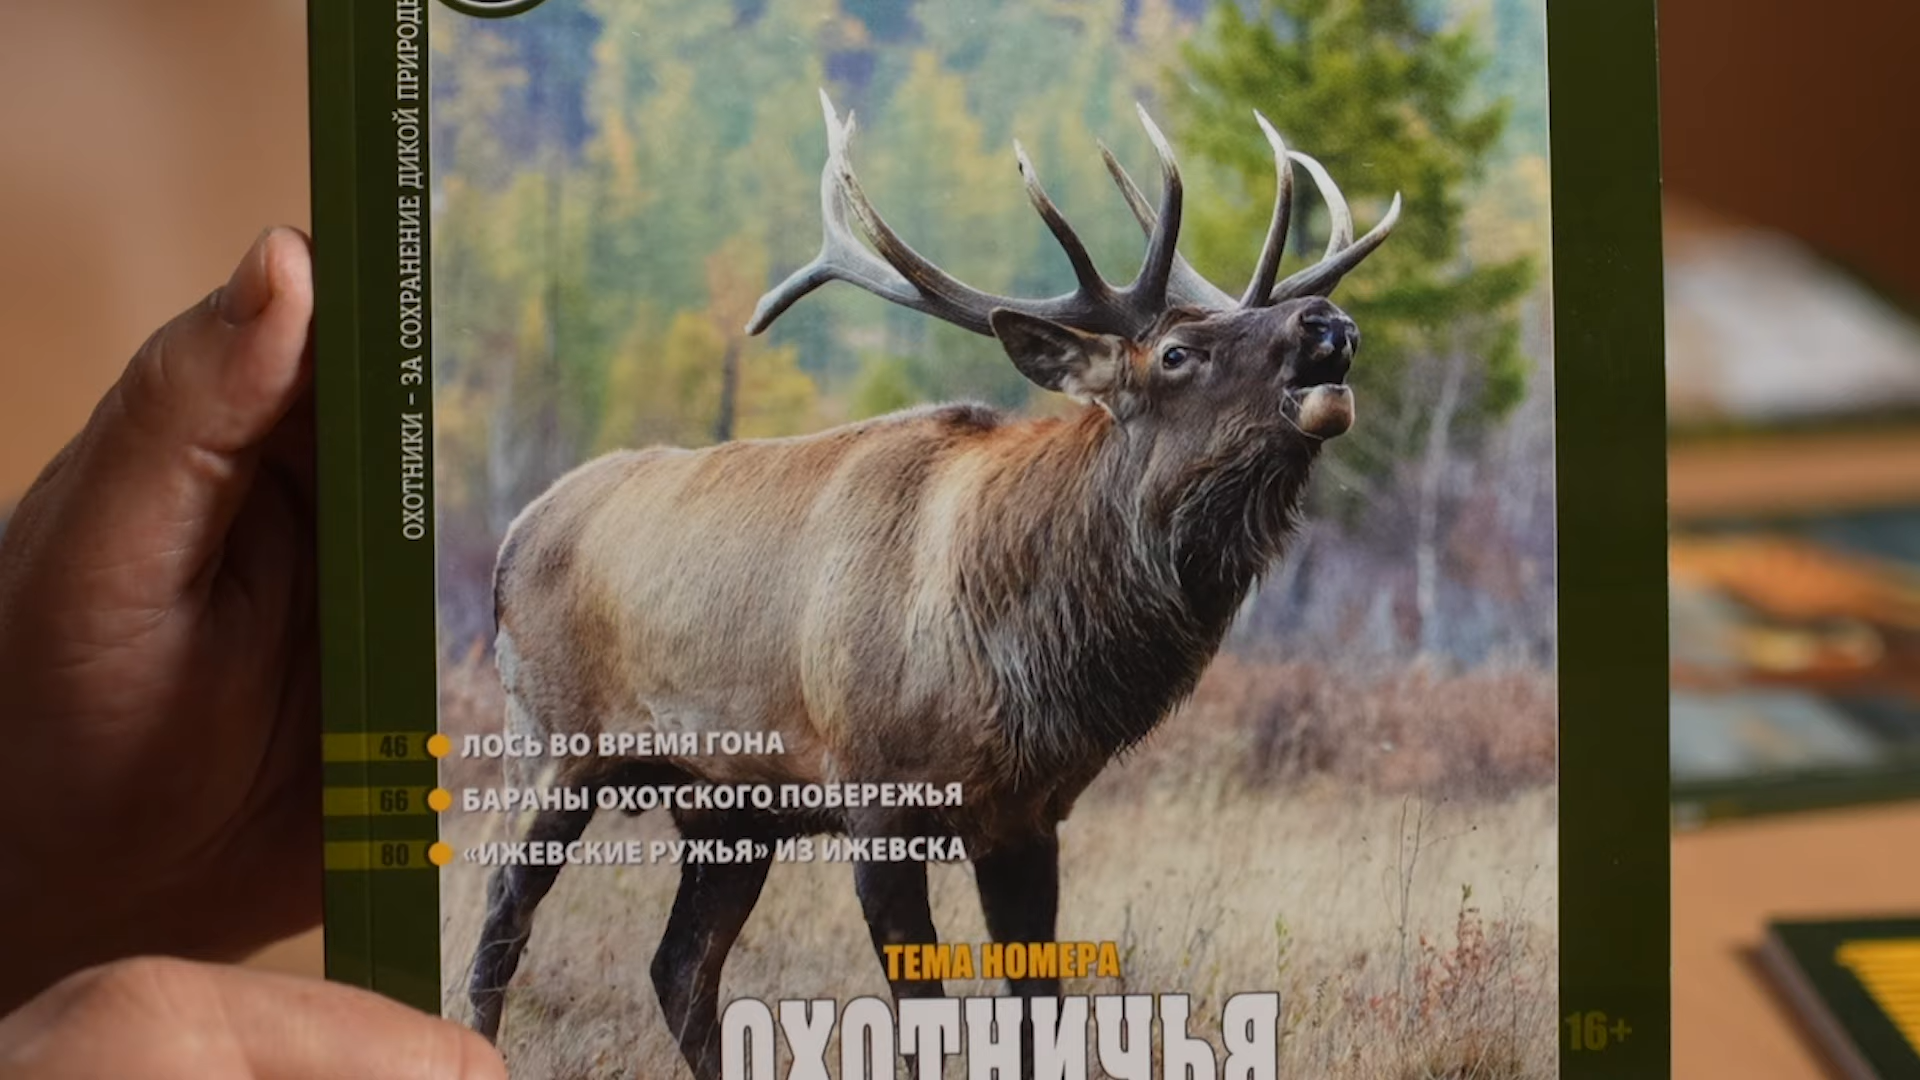 ОХОТНИКИ – ЗА СОХРАНЕНИЕ ДИКОЙ ПРИРОДЫ
46 ЛОСЬ ВО ВРЕМЯ ГОНА
66 БАРАНЫ ОХОТСКОГО ПОБЕРЕЖЬЯ
80 «ИЖЕВСКИЕ РУЖЬЯ» ИЗ ИЖЕВСКА
ТЕМА НОМЕРА
ОХОТНИЧЬЯ
16+